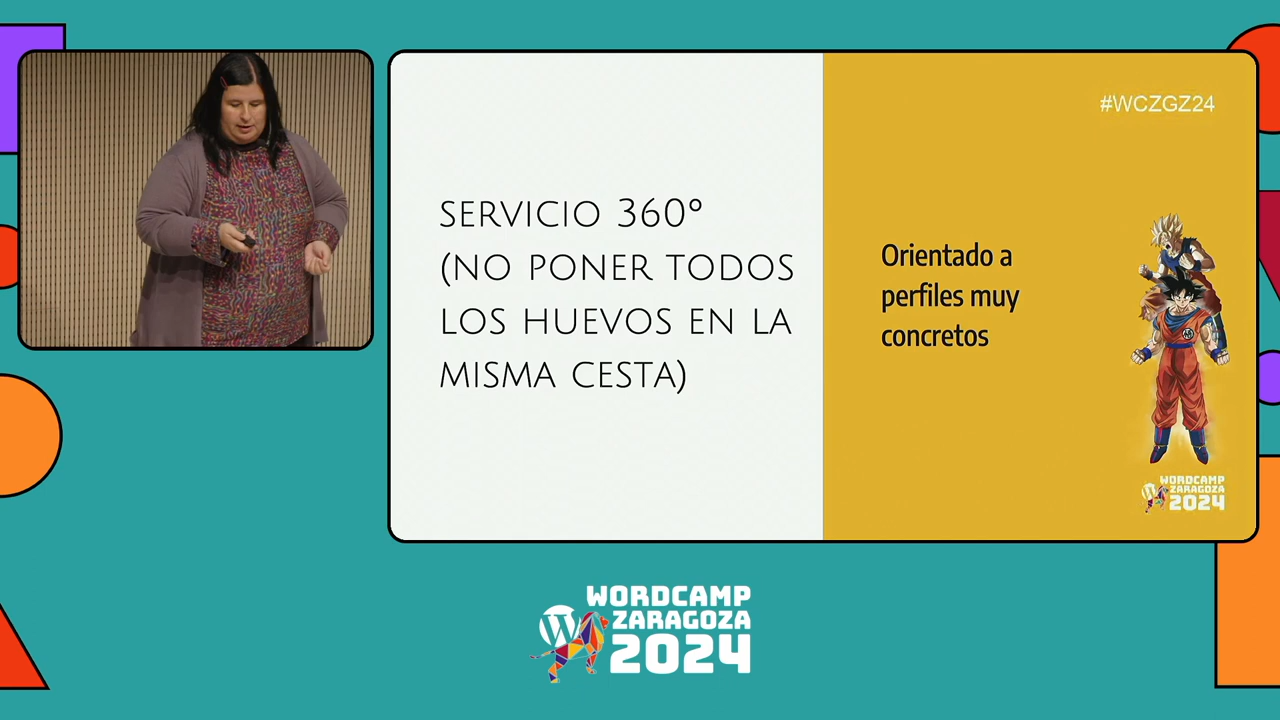 #WCZGZ24
SERVICIO 360º
(NO PONER TODOS
LOS HUEVOS EN LA
MISMA CESTA)
Orientado a
perfiles muy
concretos
WORDCAMP
ZARAGOZA
2024
WORDCAMP
ZARAGOZA
2024